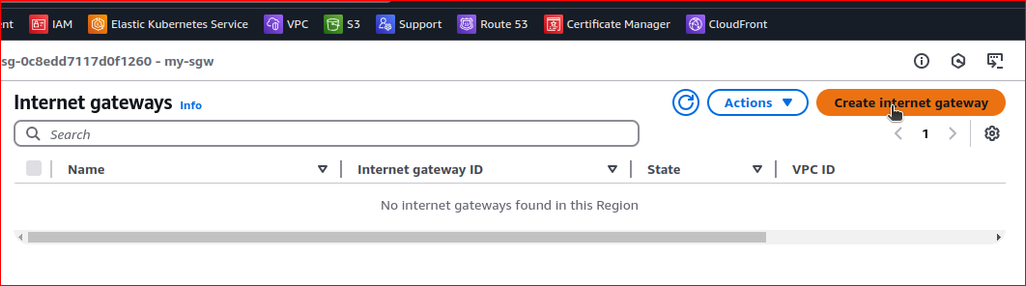 ent IAM Elastic Kubernetes Service VPC S3 Support Route 53 Certificate Manager CloudFront
sg-0c8edd7117d0f1260 - my-sgw
Internet gateways Info Actions Create internet gateway
Search 1
Name Internet gateway ID State VPC ID
No internet gateways found in this Region